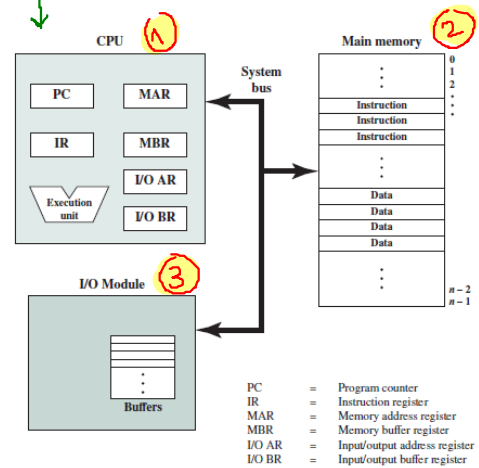 CPU
1
PC
MAR
IR
MBR
I/O AR
Execution
unit
I/O BR
System
bus
Main memory
2
0
1
2
Instruction
Instruction
Instruction
Data
Data
Data
Data
n – 2
n – 1
I/O Module
3
Buffers
PC = Program counter
IR = Instruction register
MAR = Memory address register
MBR = Memory buffer register
I/O AR = Input/output address register
I/O BR = Input/output buffer register